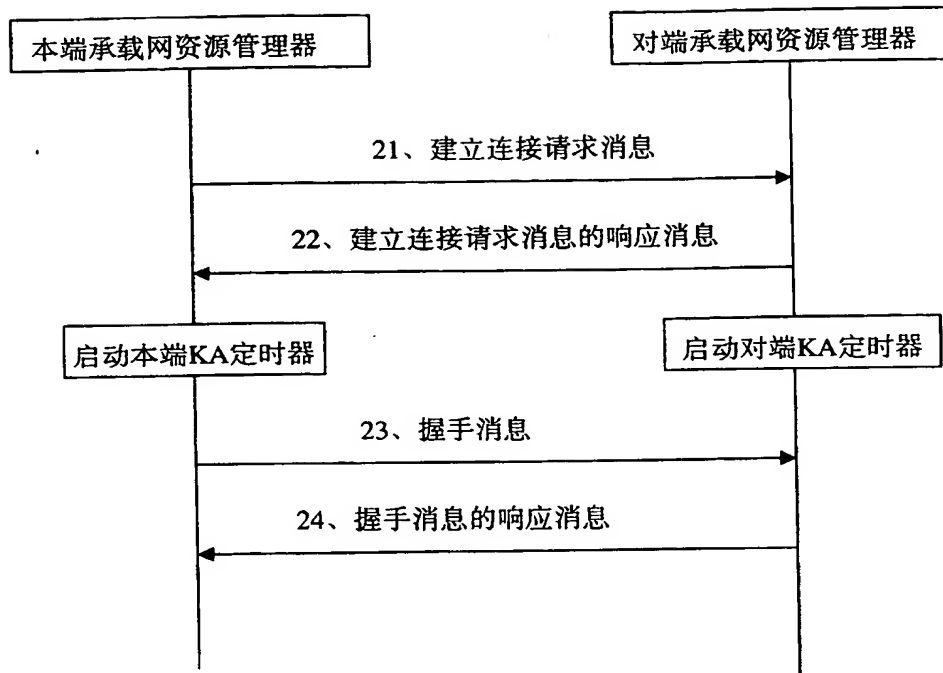 本端承载网资源管理器
对端承载网资源管理器
21、建立连接请求消息
22、建立连接请求消息的响应消息
启动本端KA定时器
启动对端KA定时器
23、握手消息
24、握手消息的响应消息